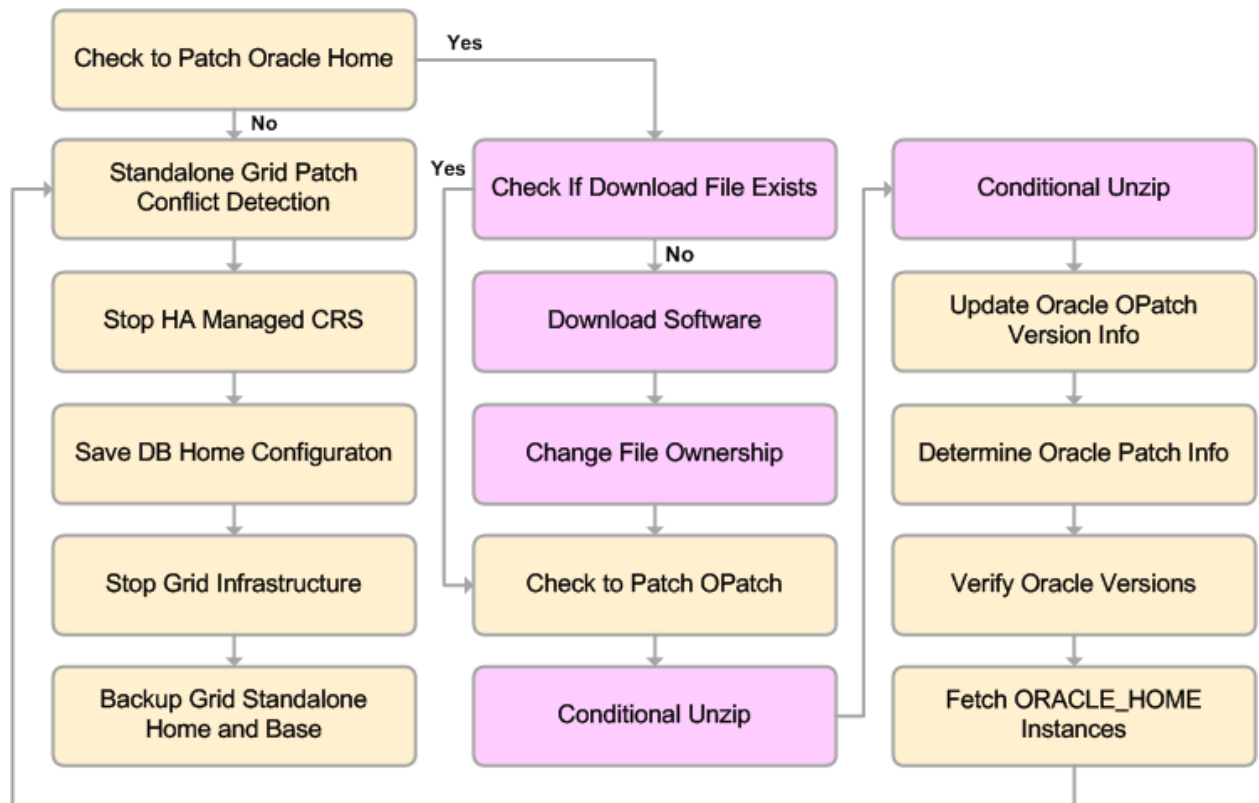 Check to Patch Oracle Home
Yes
No
Standalone Grid Patch
Conflict Detection
Stop HA Managed CRS
Save DB Home Configuraton
Stop Grid Infrastructure
Backup Grid Standalone
Home and Base
Yes
Check If Download File Exists
No
Download Software
Change File Ownership
Check to Patch OPatch
Conditional Unzip
Conditional Unzip
Update Oracle OPatch
Version Info
Determine Oracle Patch Info
Verify Oracle Versions
Fetch ORACLE_HOME
Instances